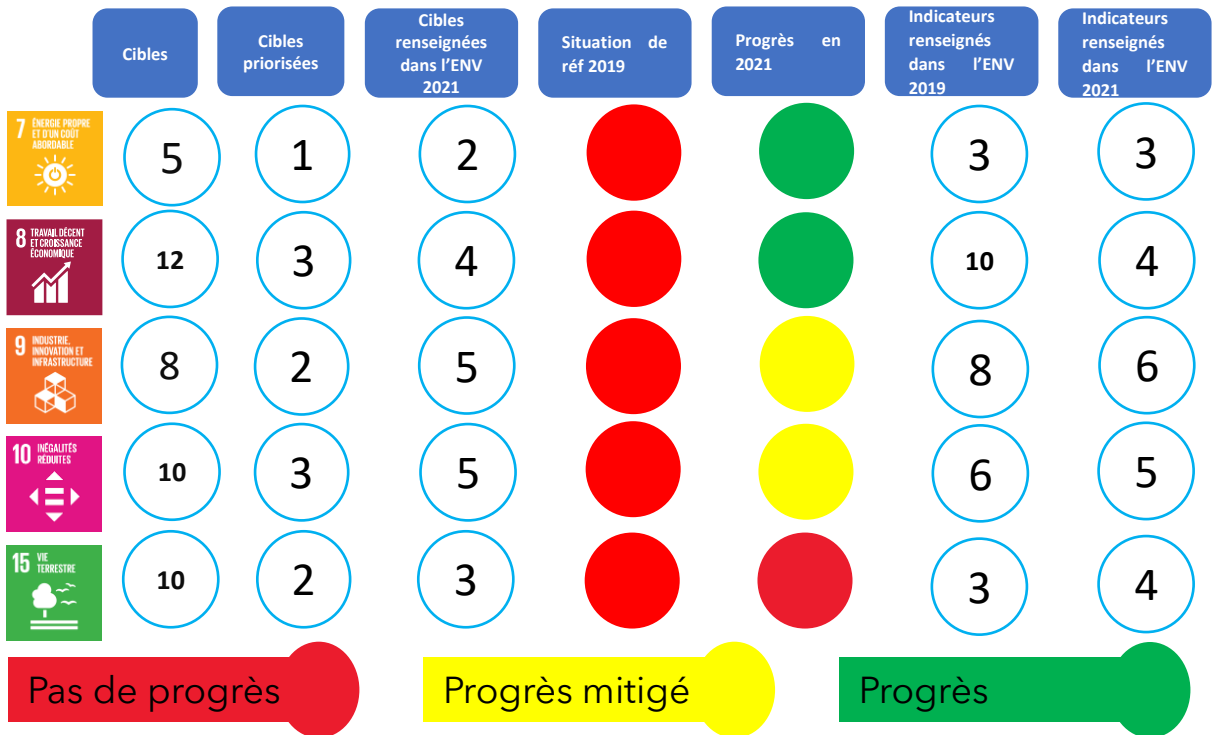 Cibles
Cibles
priorisées
Cibles
renseignées
dans l'ENV
2021
Situation de
réf 2019
Progrès en
2021
Indicateurs
renseignés
dans l'ENV
2019
Indicateurs
renseignés
dans l'ENV
2021
7 ÉNERGIE PROPRE
ET D'UN COÛT
ABORDABLE
5
1
2
3
3
8 TRAVAIL DÉCENT
ET CROISSANCE
ÉCONOMIQUE
12
3
4
10
4
9 INDUSTRIE,
INNOVATION ET
INFRASTRUCTURE
8
2
5
8
6
10 INÉGALITÉS
RÉDUITES
10
3
5
6
5
15 VIE
TERRESTRE
10
2
3
3
4
Pas de progrès
Progrès mitigé
Progrès